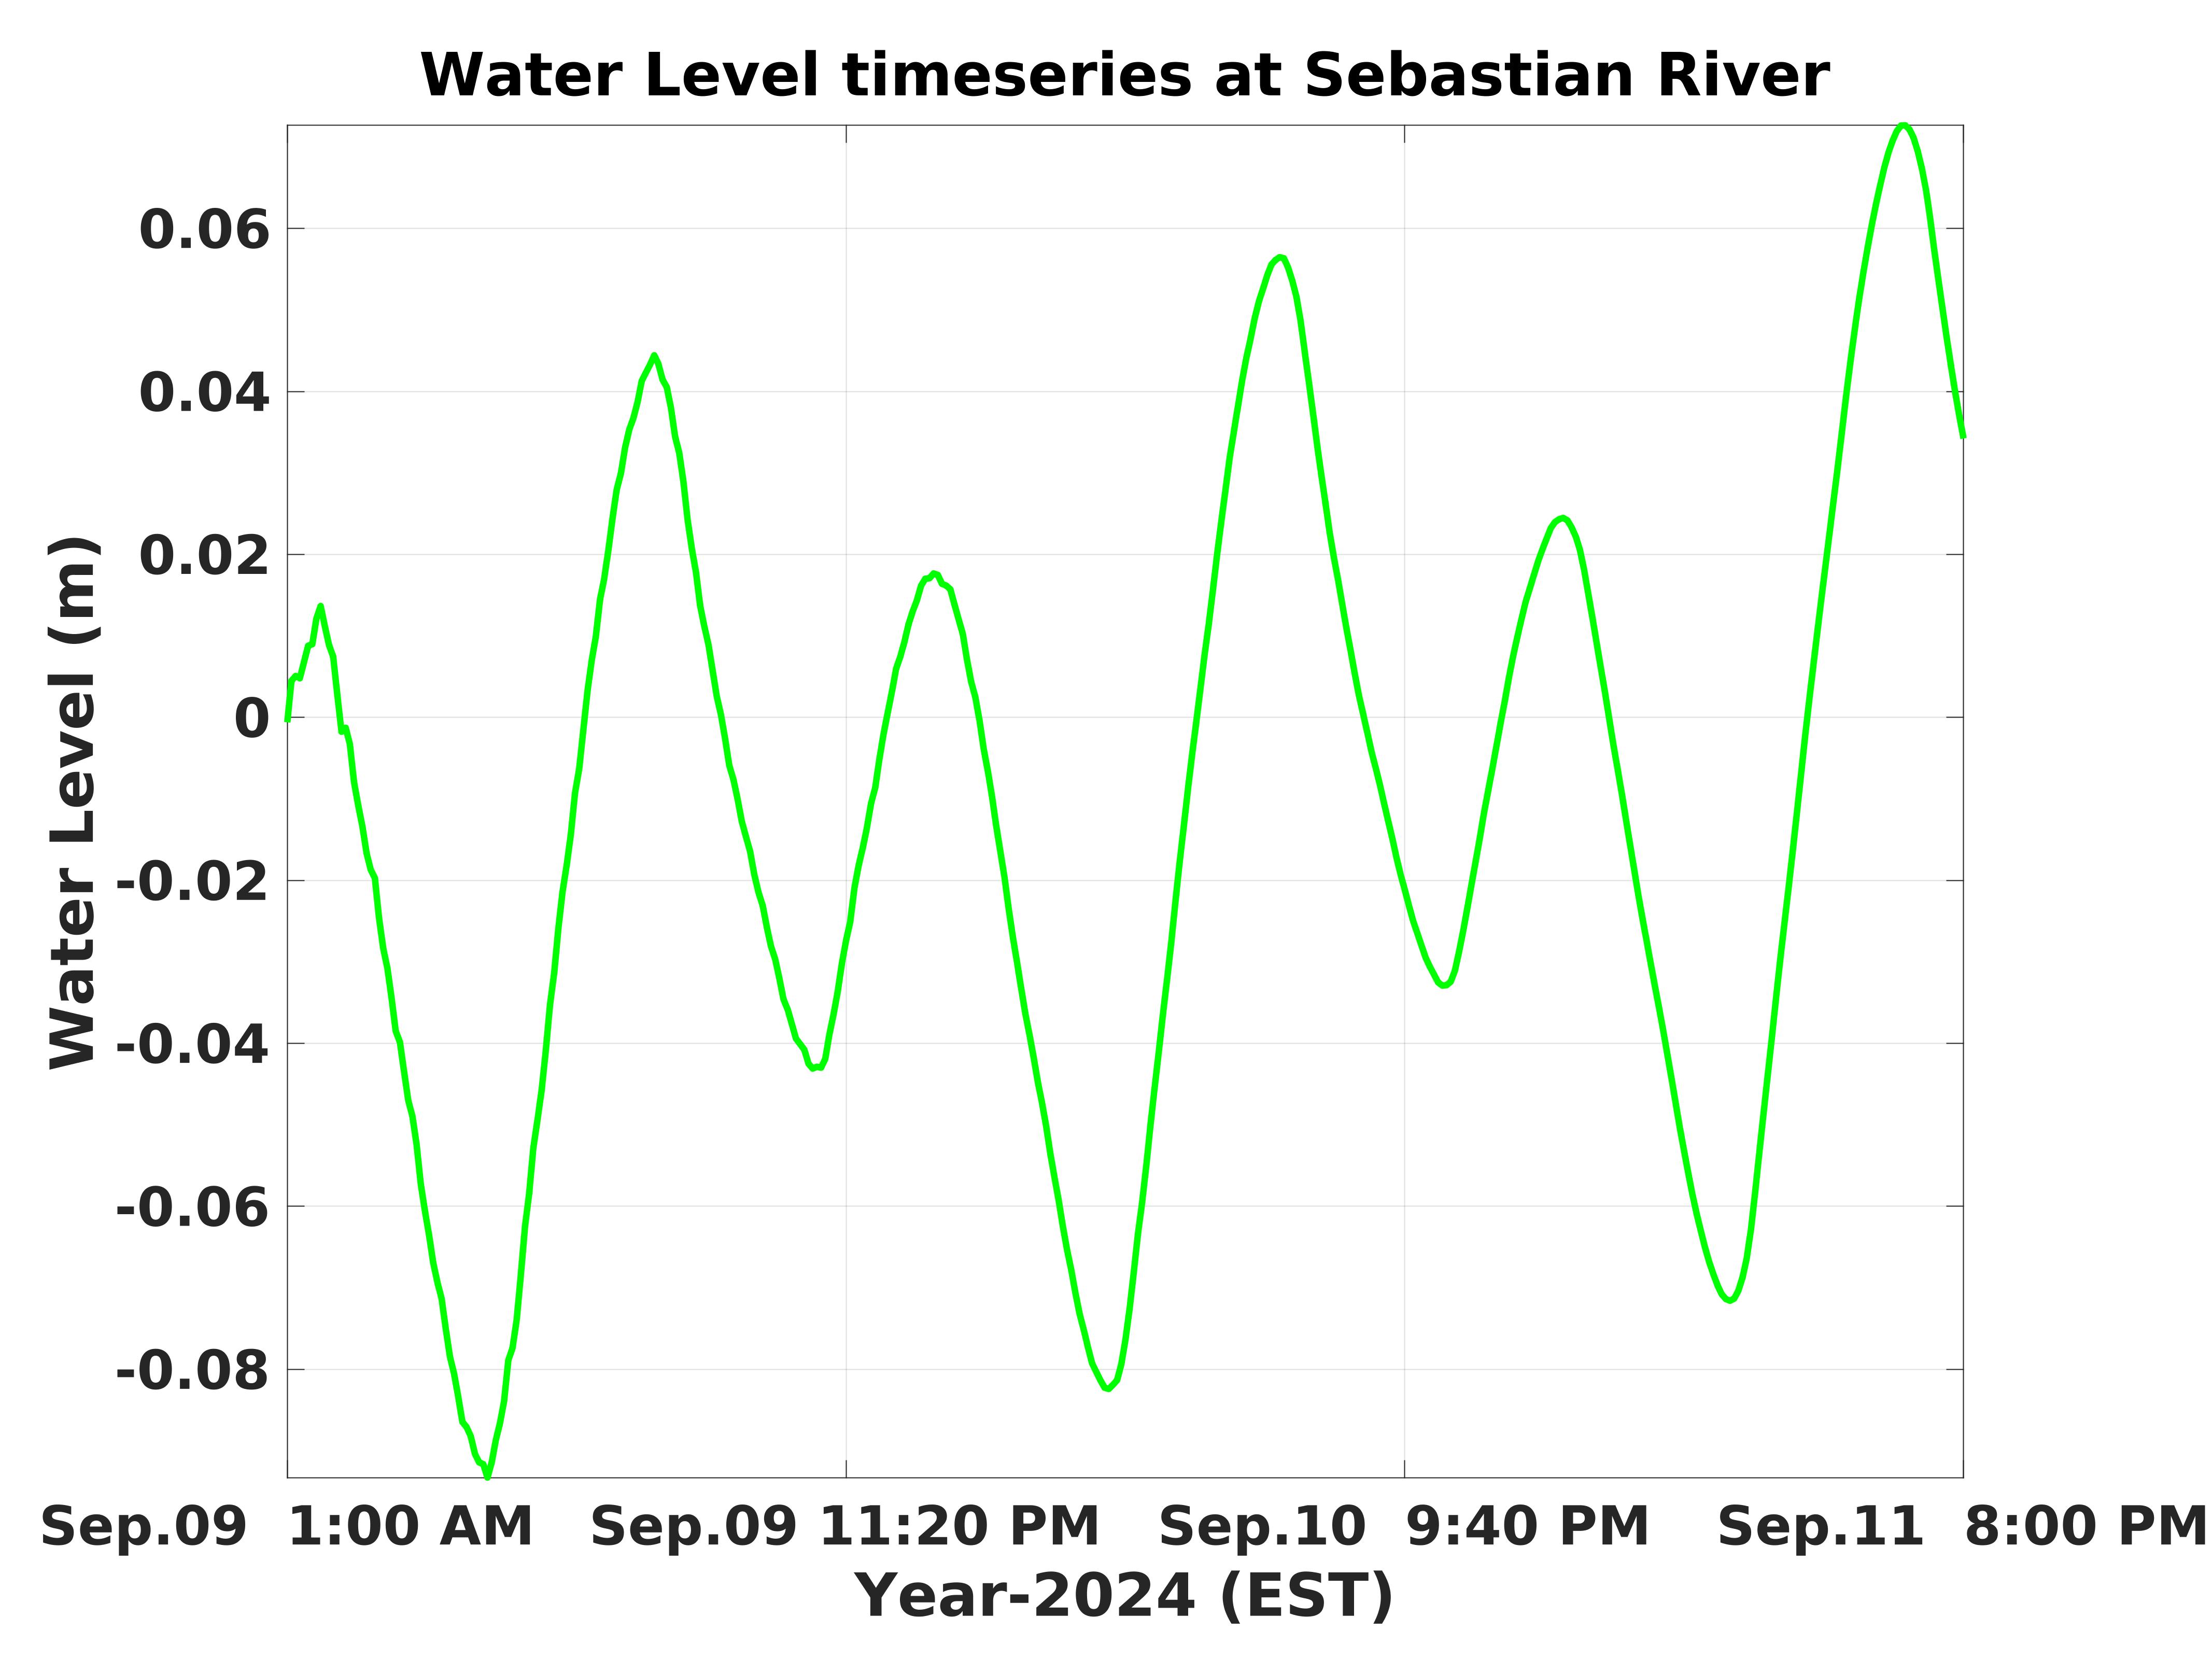 Water Level timeseries at Sebastian River
Water Level (m)
0.06
0.04
0.02
0
-0.02
-0.04
-0.06
-0.08
Sep.09  1:00 AM
Sep.09 11:20 PM
Sep.10  9:40 PM
Sep.11  8:00 PM
Year-2024 (EST)